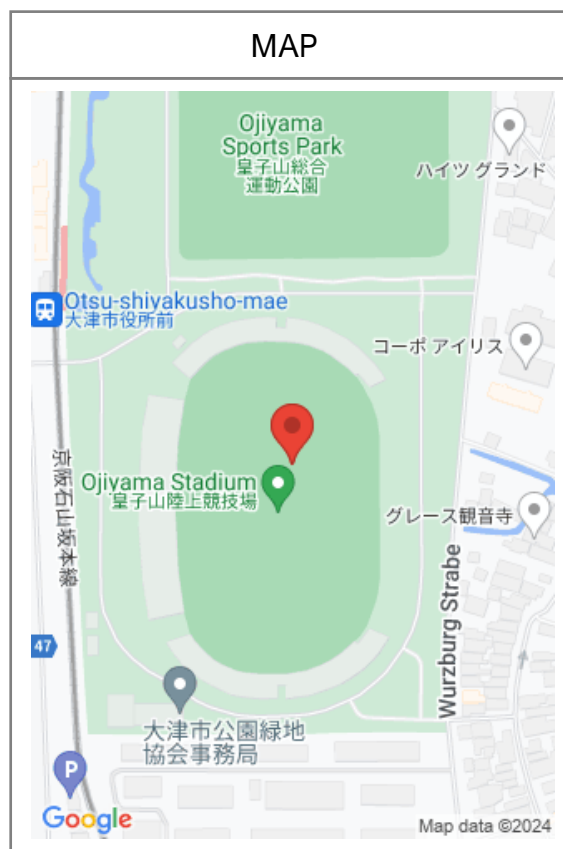 MAP
Ojiyama
Sports Park
皇子山総合
運動公園
ハイツ グランド
Otsu-shiyakusho-mae
大津市役所前
コーポ アイリス
Ojiyama Stadium
皇子山陸上競技場
京阪石山坂本線
グレース観音寺
Wurzburg Strabe
47
大津市公園緑地
協会事務局
P
Google
Map data ©2024